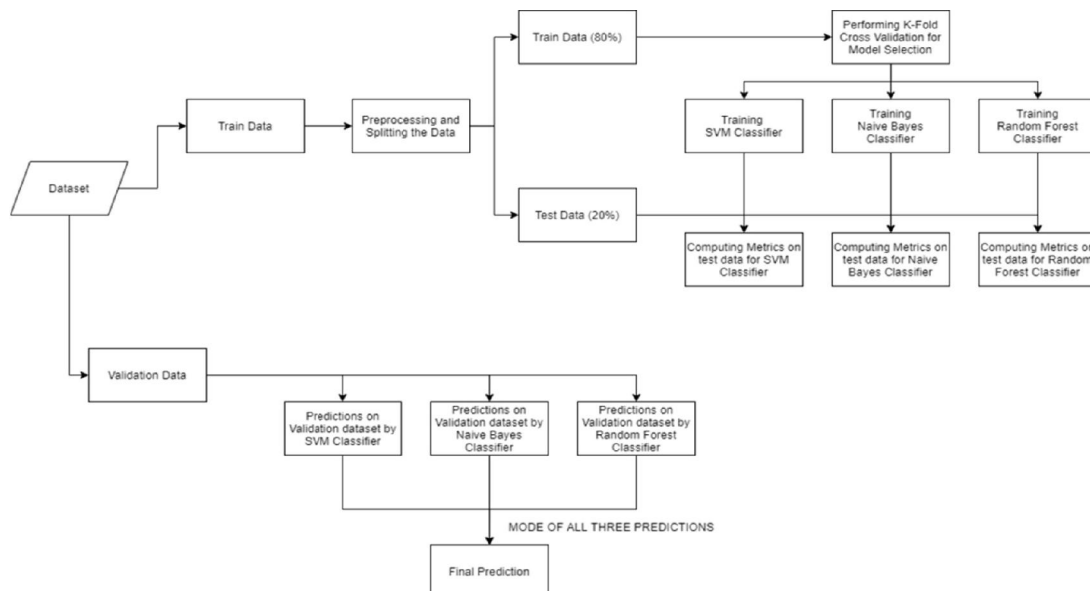 Train Data (80%)
Performing K-Fold
Cross Validation for
Model Selection
Train Data
Preprocessing and
Splitting the Data
Training
SVM Classifier
Training
Naive Bayes
Classifier
Training
Random Forest
Classifier
Dataset
Test Data (20%)
Computing Metrics on
test data for SVM
Classifier
Computing Metrics on
test data for Naive
Bayes Classifier
Computing Metrics on
test data for Random
Forest Classifier
Validation Data
Predictions on
Validation dataset by
SVM Classifier
Predictions on
Validation dataset by
Naive Bayes
Classifier
Predictions on
Validation dataset by
Random Forest
Classifier
MODE OF ALL THREE PREDICTIONS
Final Prediction